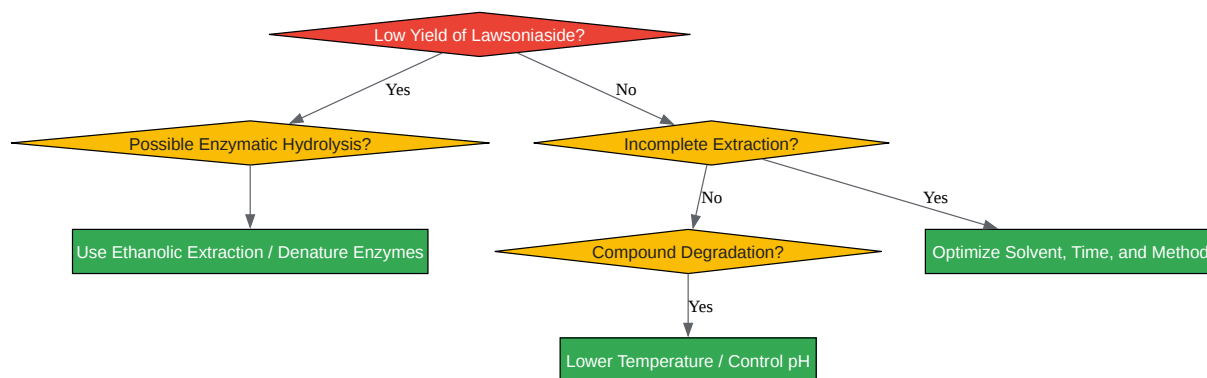 Low Yield of Lawsoniaside?
Yes
No
Possible Enzymatic Hydrolysis?
Incomplete Extraction?
No
Yes
Use Ethanolic Extraction / Denature Enzymes
Compound Degradation?
Optimize Solvent, Time, and Method
Yes
Lower Temperature / Control pH